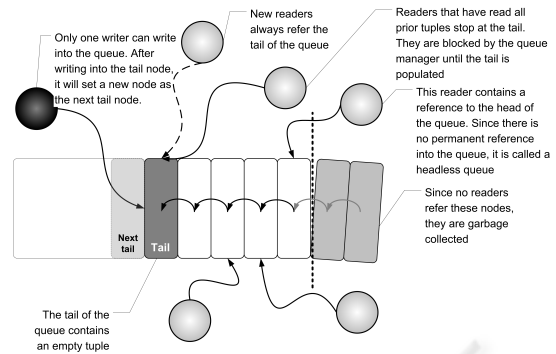 Only one writer can write
into the queue. After
writing into the tail node,
it will set a new node as
the next tail node.
New readers
always refer the
tail of the queue
Readers that have read all
prior tuples stop at the tail.
They are blocked by the queue
manager until the tail is
populated
This reader contains a
reference to the head of
the queue. Since there is
no permanent reference
into the queue, it is called a
headless queue
Since no readers
refer these nodes,
they are garbage
collected
Next
tail
Tail
The tail of the
queue contains
an empty tuple